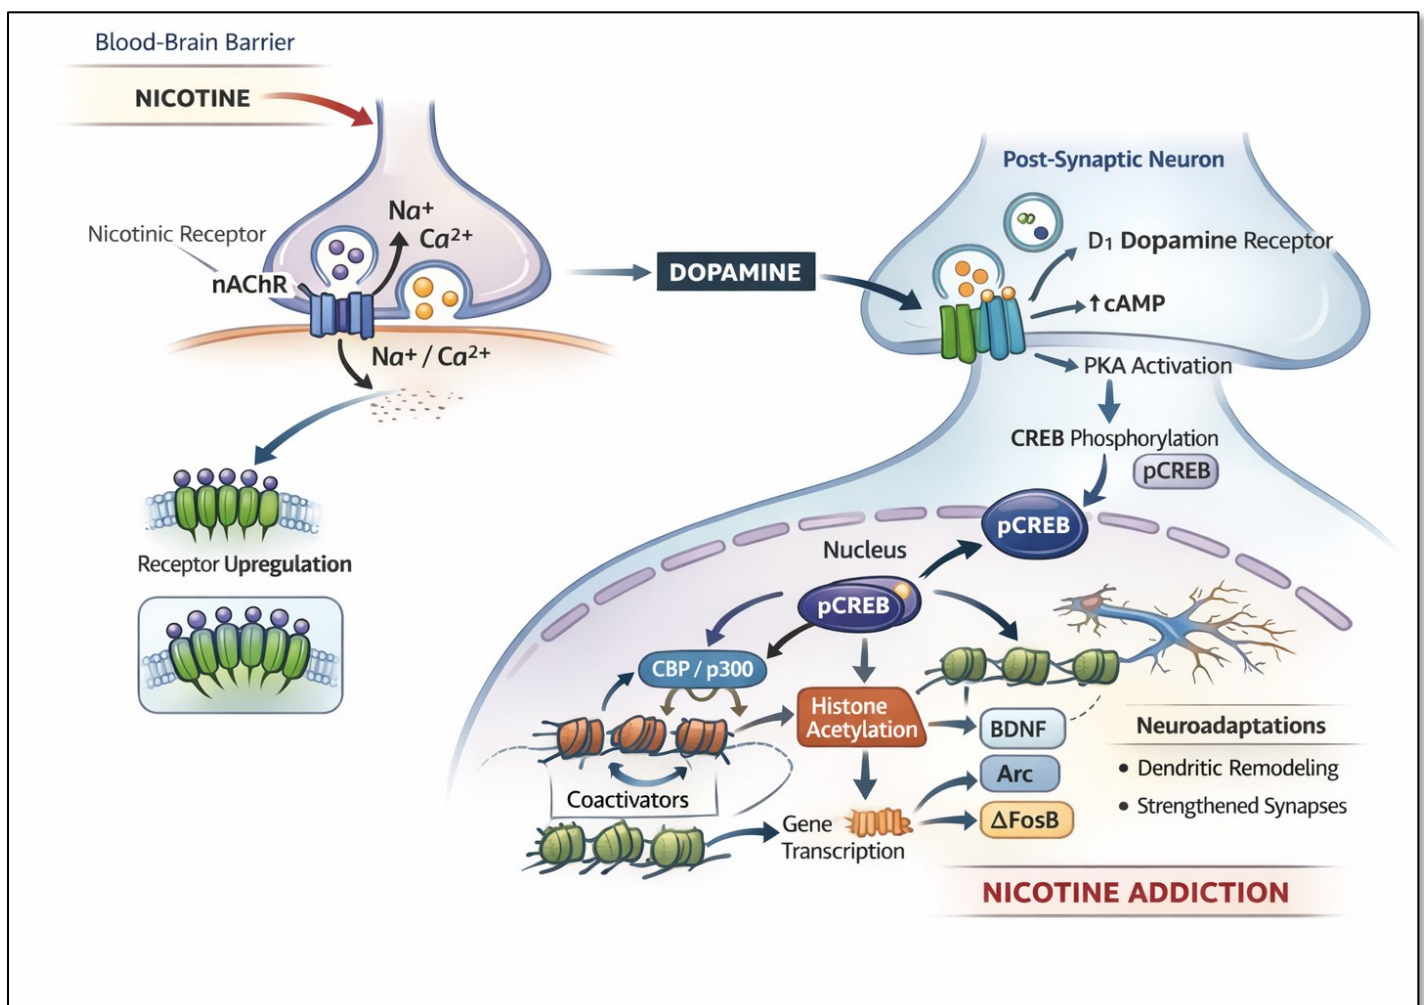 Blood-Brain Barrier
NICOTINE
Nicotinic Receptor
nAChR
Na+
Ca2+
Na+ / Ca2+
Receptor Upregulation
DOPAMINE
Post-Synaptic Neuron
D1 Dopamine Receptor
↑cAMP
PKA Activation
CREB Phosphorylation
pCREB
pCREB
Nucleus
pCREB
CBP / p300
Histone
Acetylation
Coactivators
Gene
Transcription
BDNF
Arc
ΔFosB
Neuroadaptations
• Dendritic Remodeling
• Strengthened Synapses
NICOTINE ADDICTION